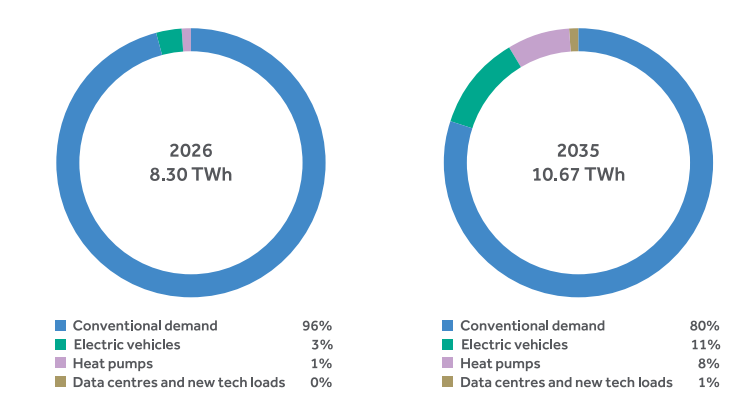 2026
8.30 TWh
Conventional demand 96%
Electric vehicles 3%
Heat pumps 1%
Data centres and new tech loads 0%
2035
10.67 TWh
Conventional demand 80%
Electric vehicles 11%
Heat pumps 8%
Data centres and new tech loads 1%